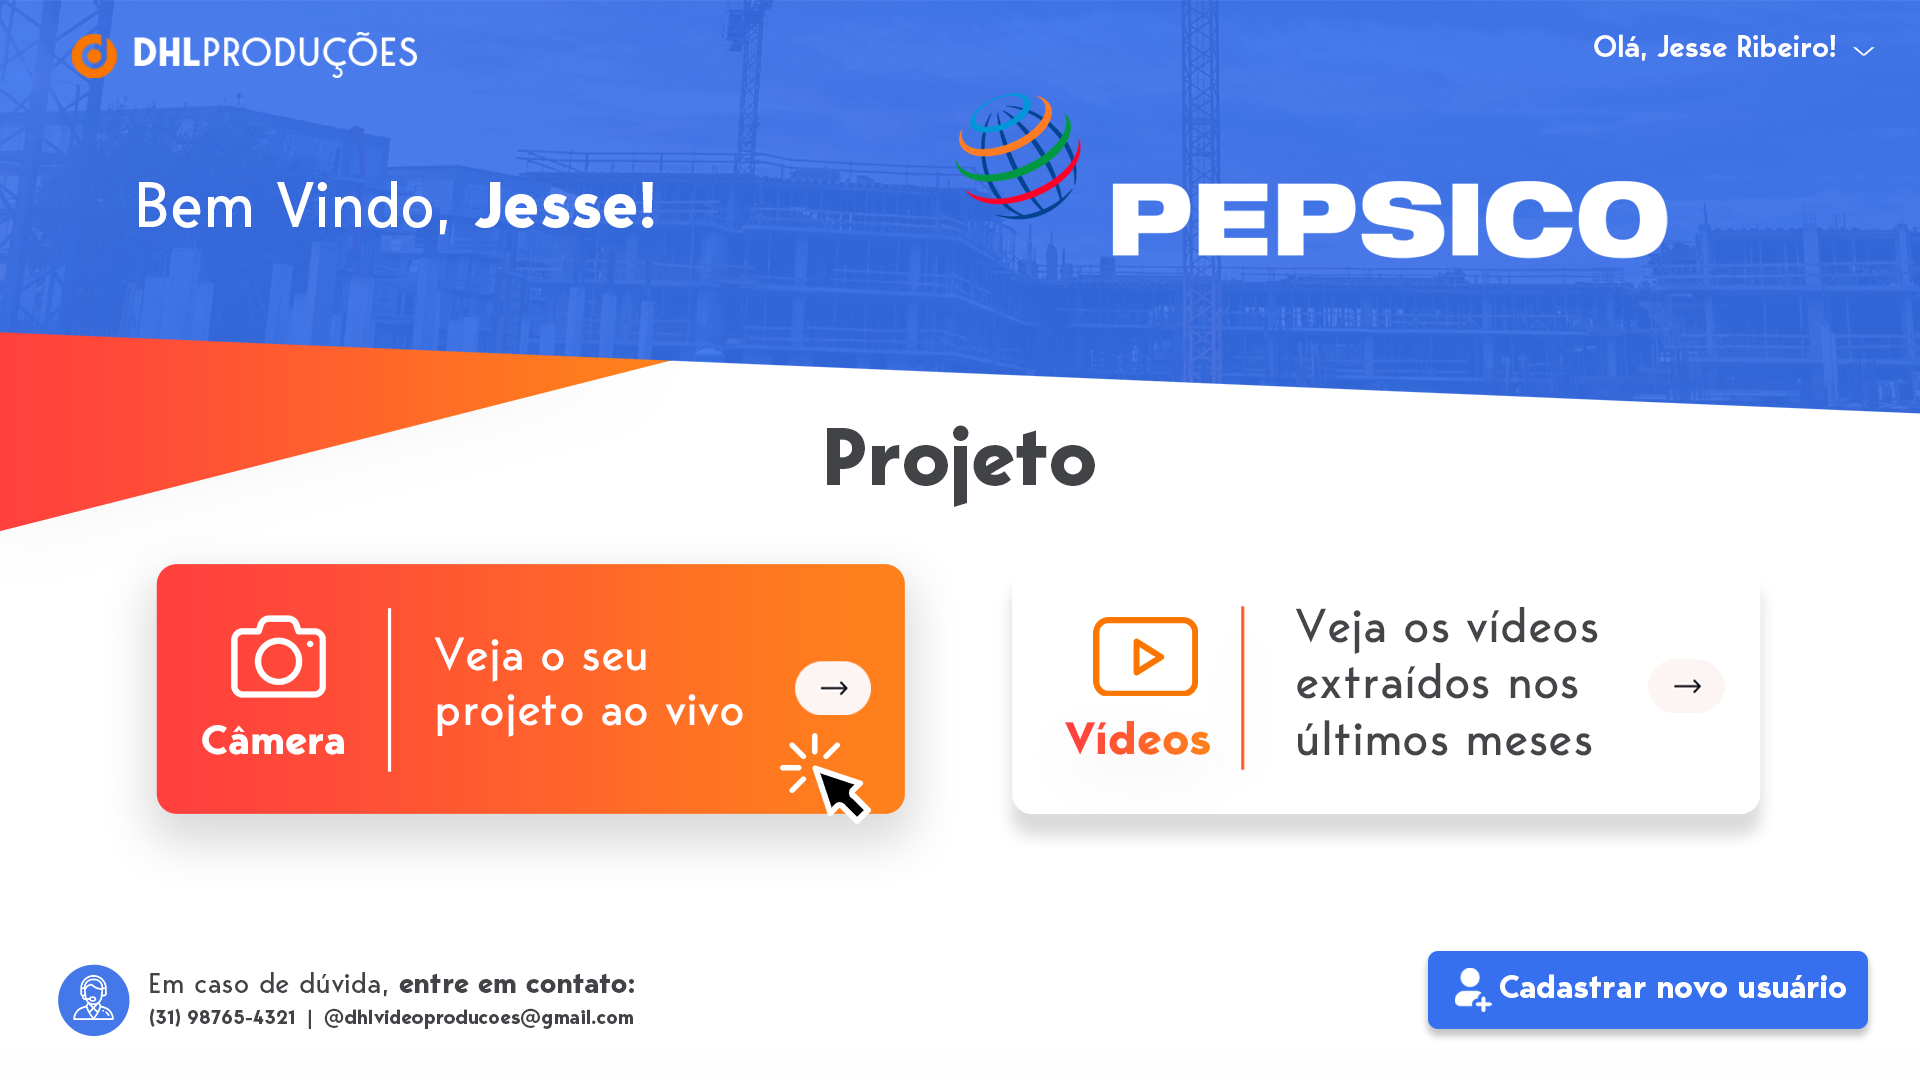 DHLPRODUÇÕES
Olá, Jesse Ribeiro!
Bem Vindo, Jesse!
PEPSICO
Projeto
Câmera
Veja o seu
projeto ao vivo
Vídeos
Veja os vídeos
extraídos nos
últimos meses
Em caso de dúvida, entre em contato:
(31) 98765-4321 | @dhlvideoproducoes@gmail.com
Cadastrar novo usuário